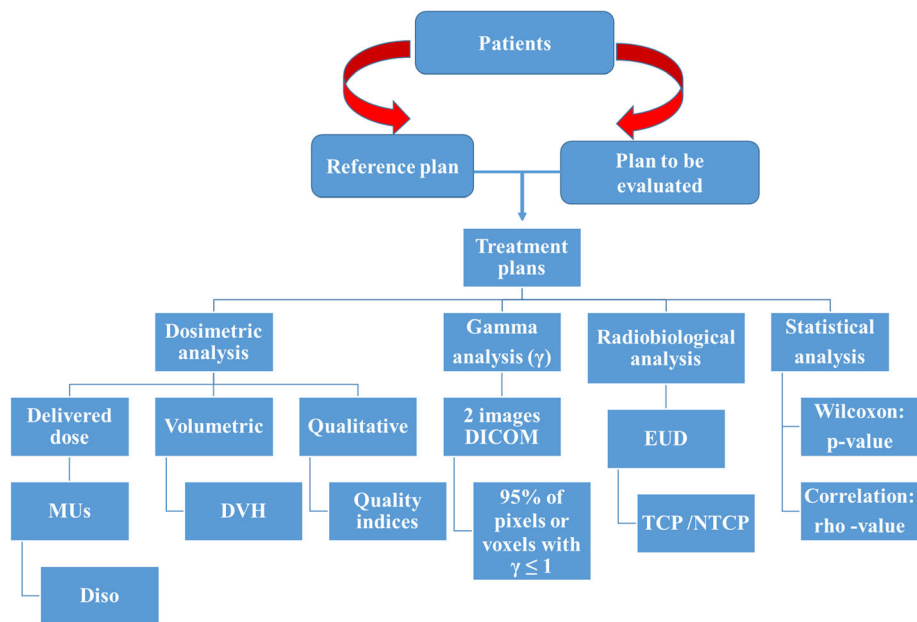 Patients
Reference plan
Plan to be
evaluated
Treatment
plans
Dosimetric
analysis
Gamma
analysis (γ)
Radiobiological
analysis
Statistical
analysis
Delivered
dose
Volumetric
Qualitative
2 images
DICOM
EUD
Wilcoxon:
p-value
MUs
DVH
Quality
indices
95% of
pixels or
voxels with
γ ≤ 1
TCP /NTCP
Correlation:
rho -value
Diso